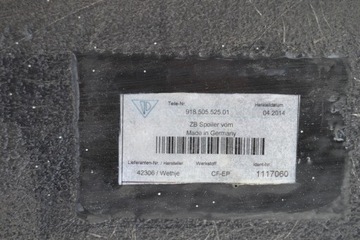 Teile-Nr. Herstelldatum
918.505.525.01 04.2014
ZB Spoiler vorn
Made in Germany
Lieferanten-Nr. / Hersteller Werkstoff Ident-Nr.
42306 / Wethje CF-EP 1117060